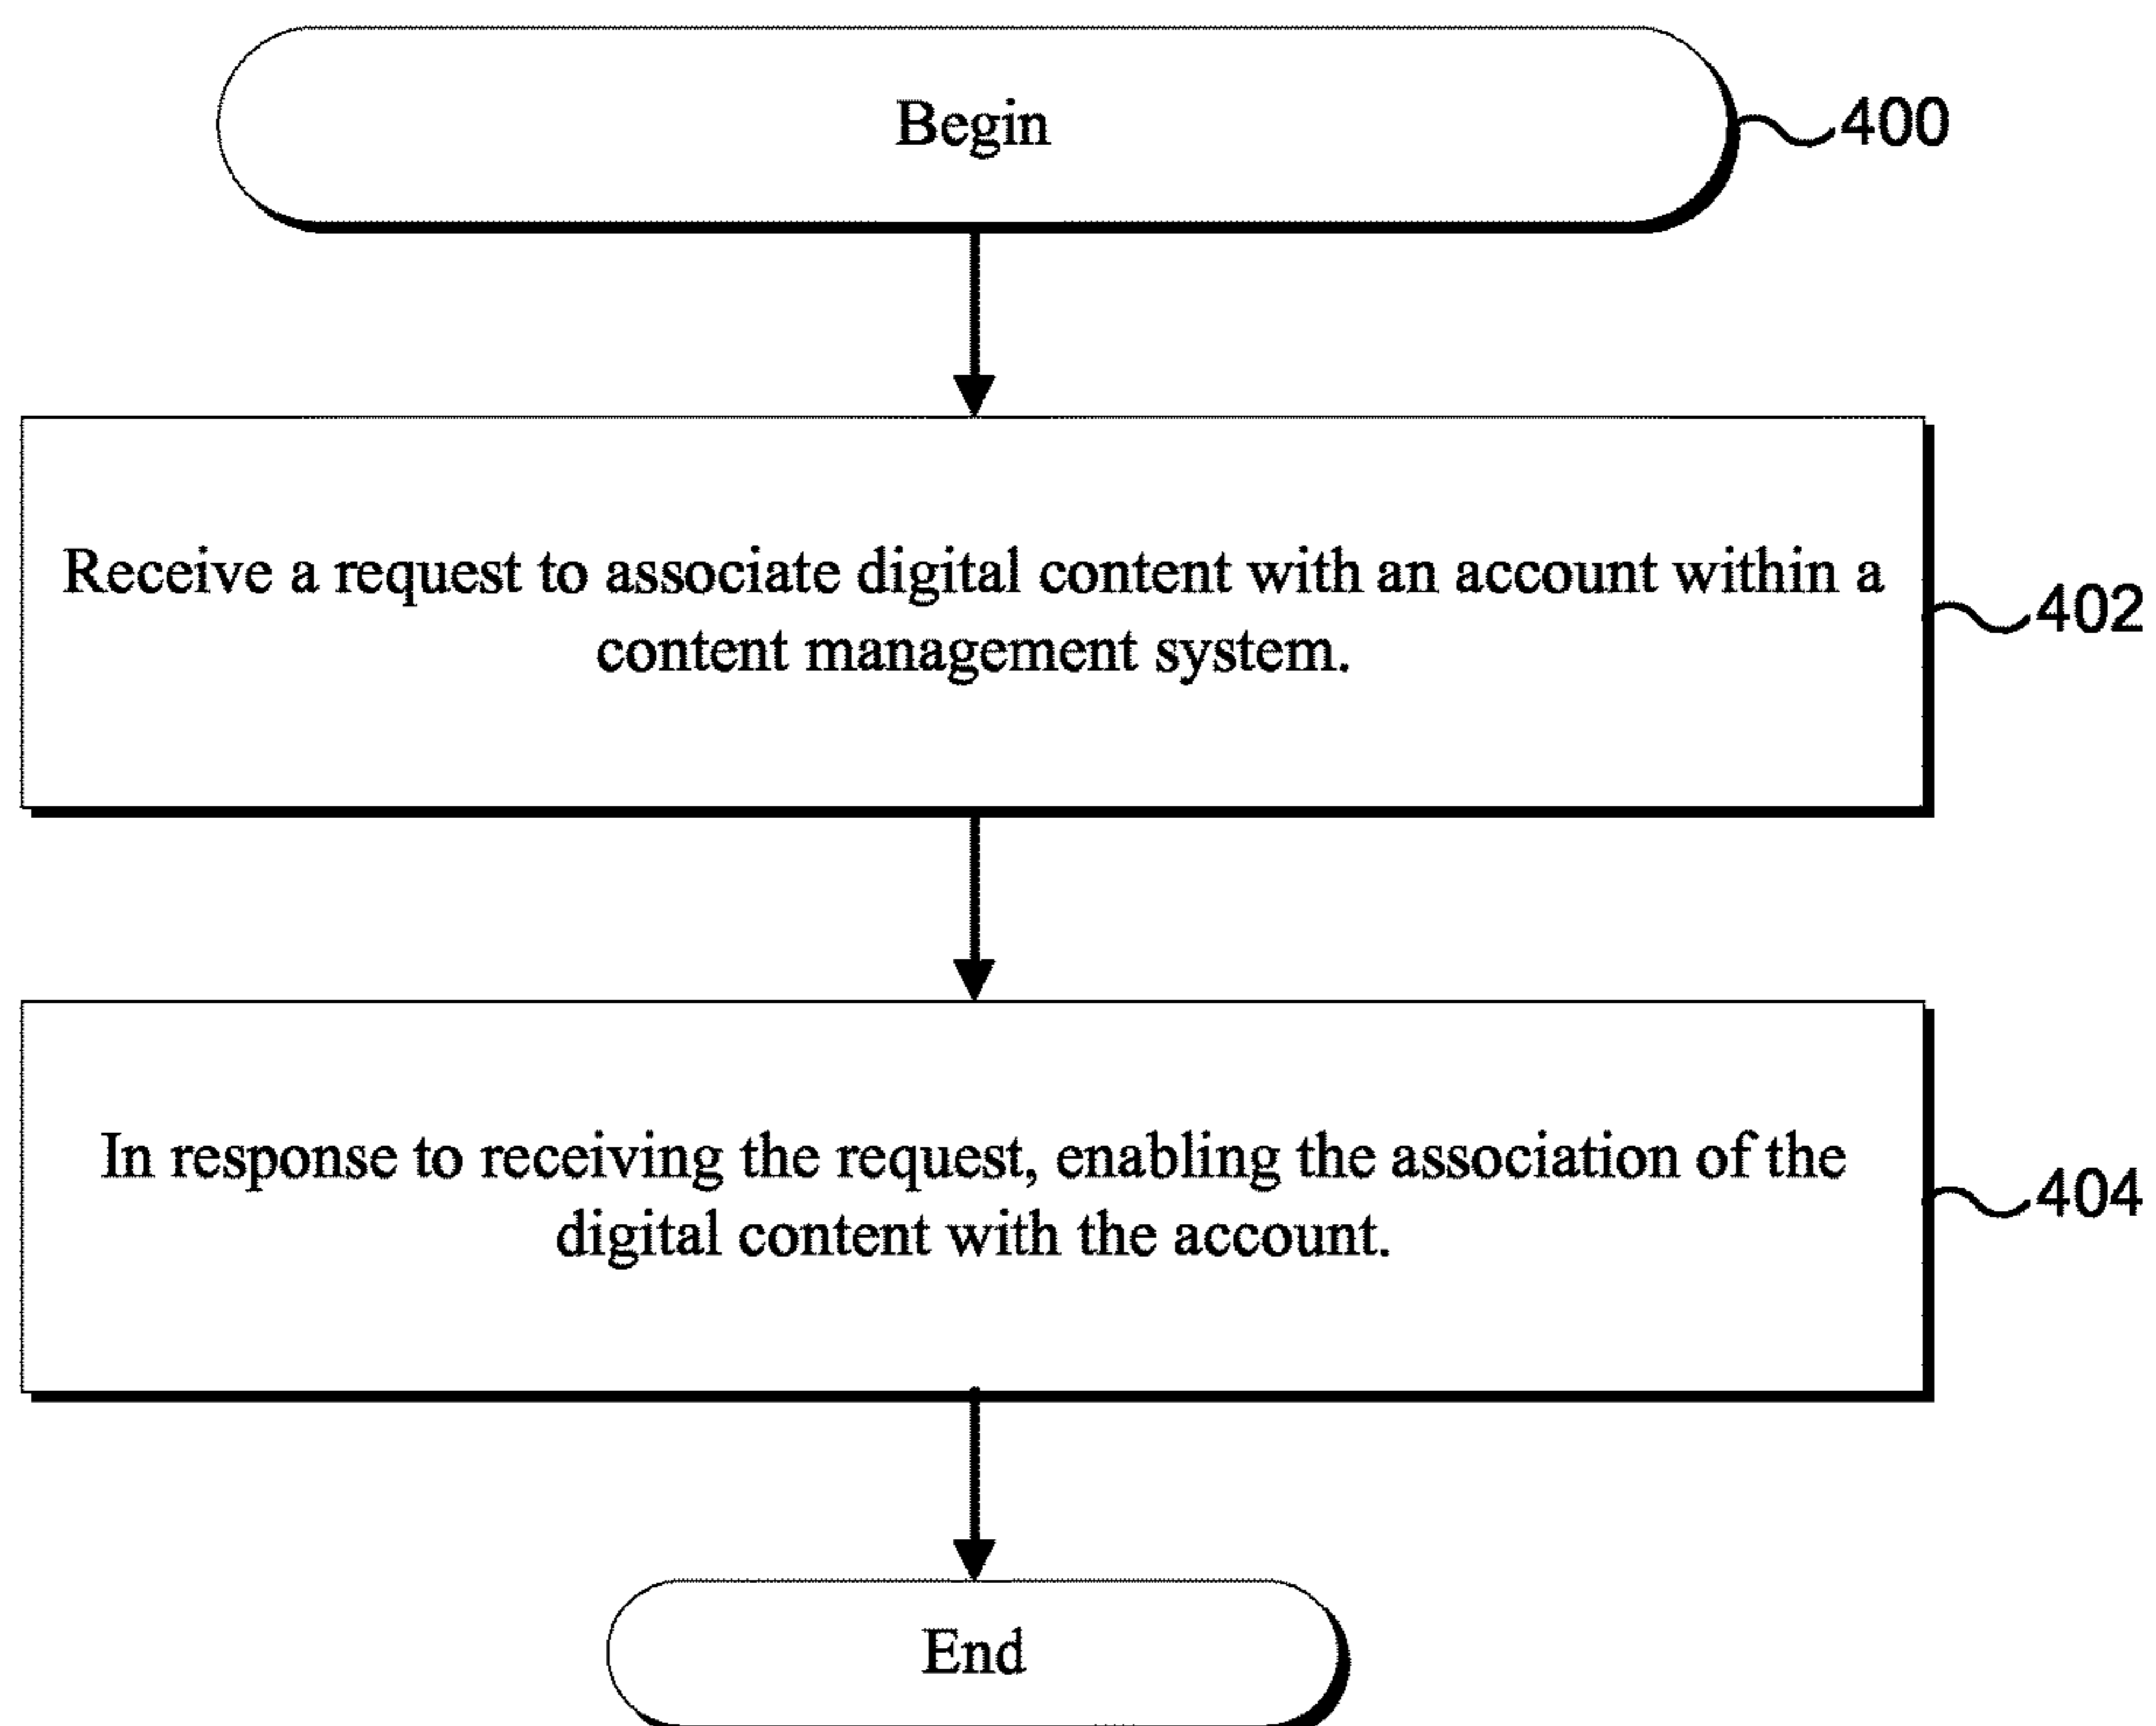 Begin
400
Receive a request to associate digital content with an account within a
content management system.
402
In response to receiving the request, enabling the association of the
digital content with the account.
404
End